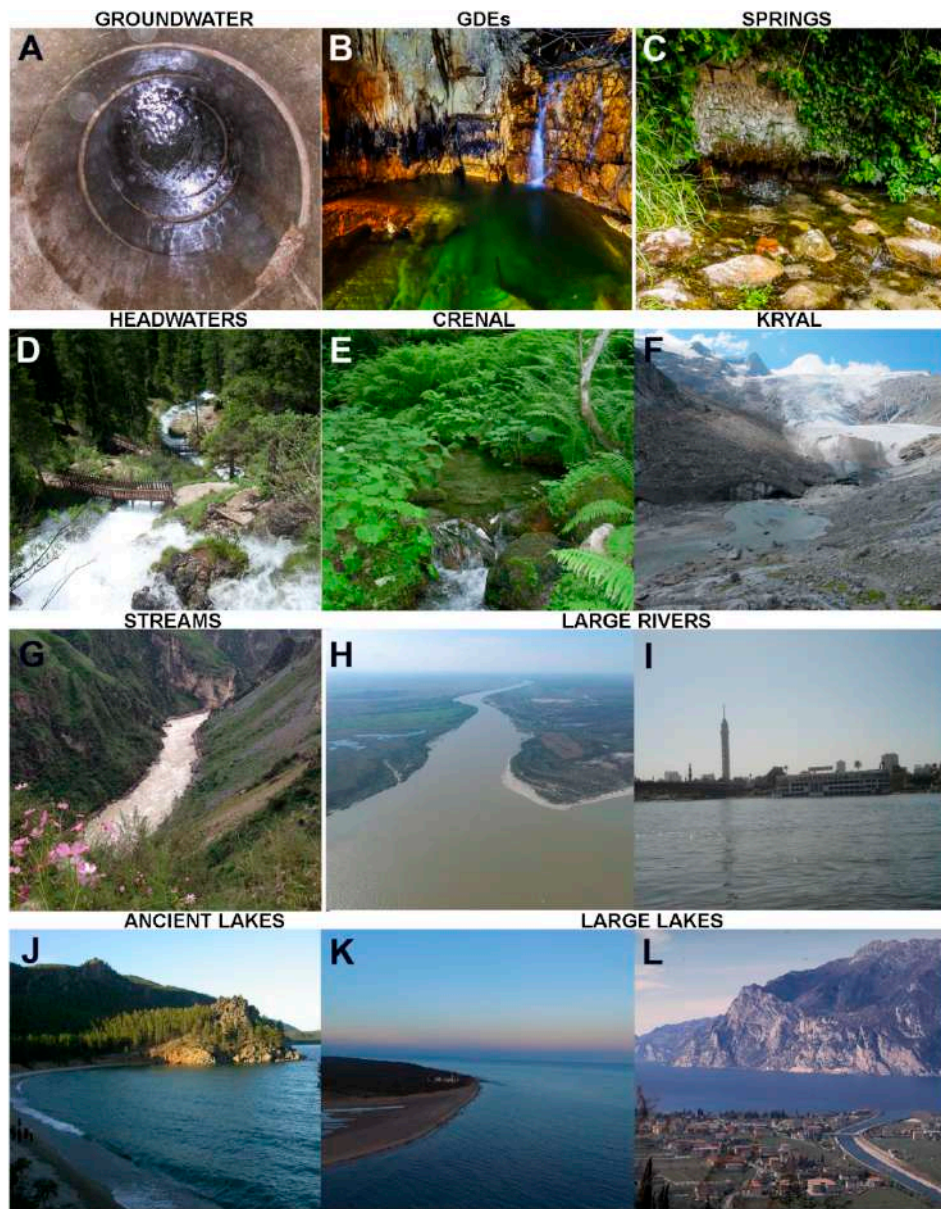 GROUNDWATER GDEs SPRINGS
A B C
HEADWATERS CRENAL KRYAL
D E F
STREAMS LARGE RIVERS
G H I
ANCIENT LAKES LARGE LAKES
J K L